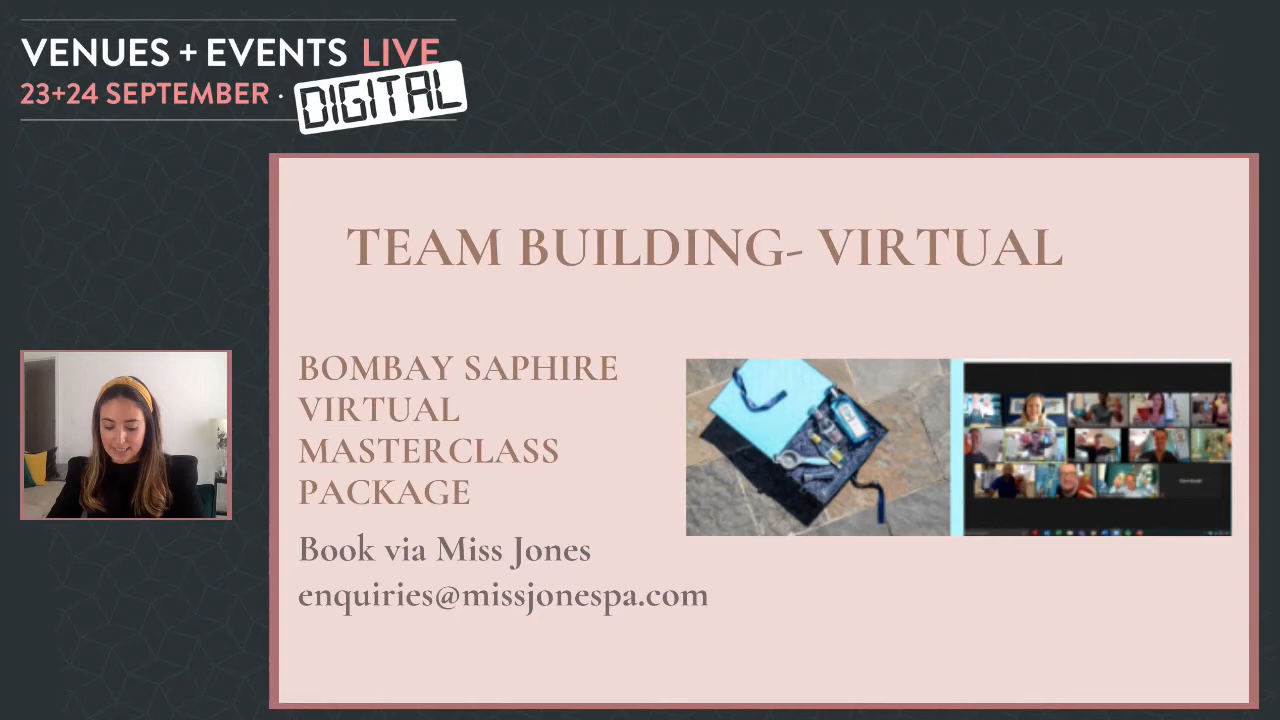 VENUES + EVENTS LIVE
23+24 SEPTEMBER · DIGITAL
TEAM BUILDING- VIRTUAL
BOMBAY SAPHIRE
VIRTUAL
MASTERCLASS
PACKAGE
Book via Miss Jones
enquiries@missjonespa.com